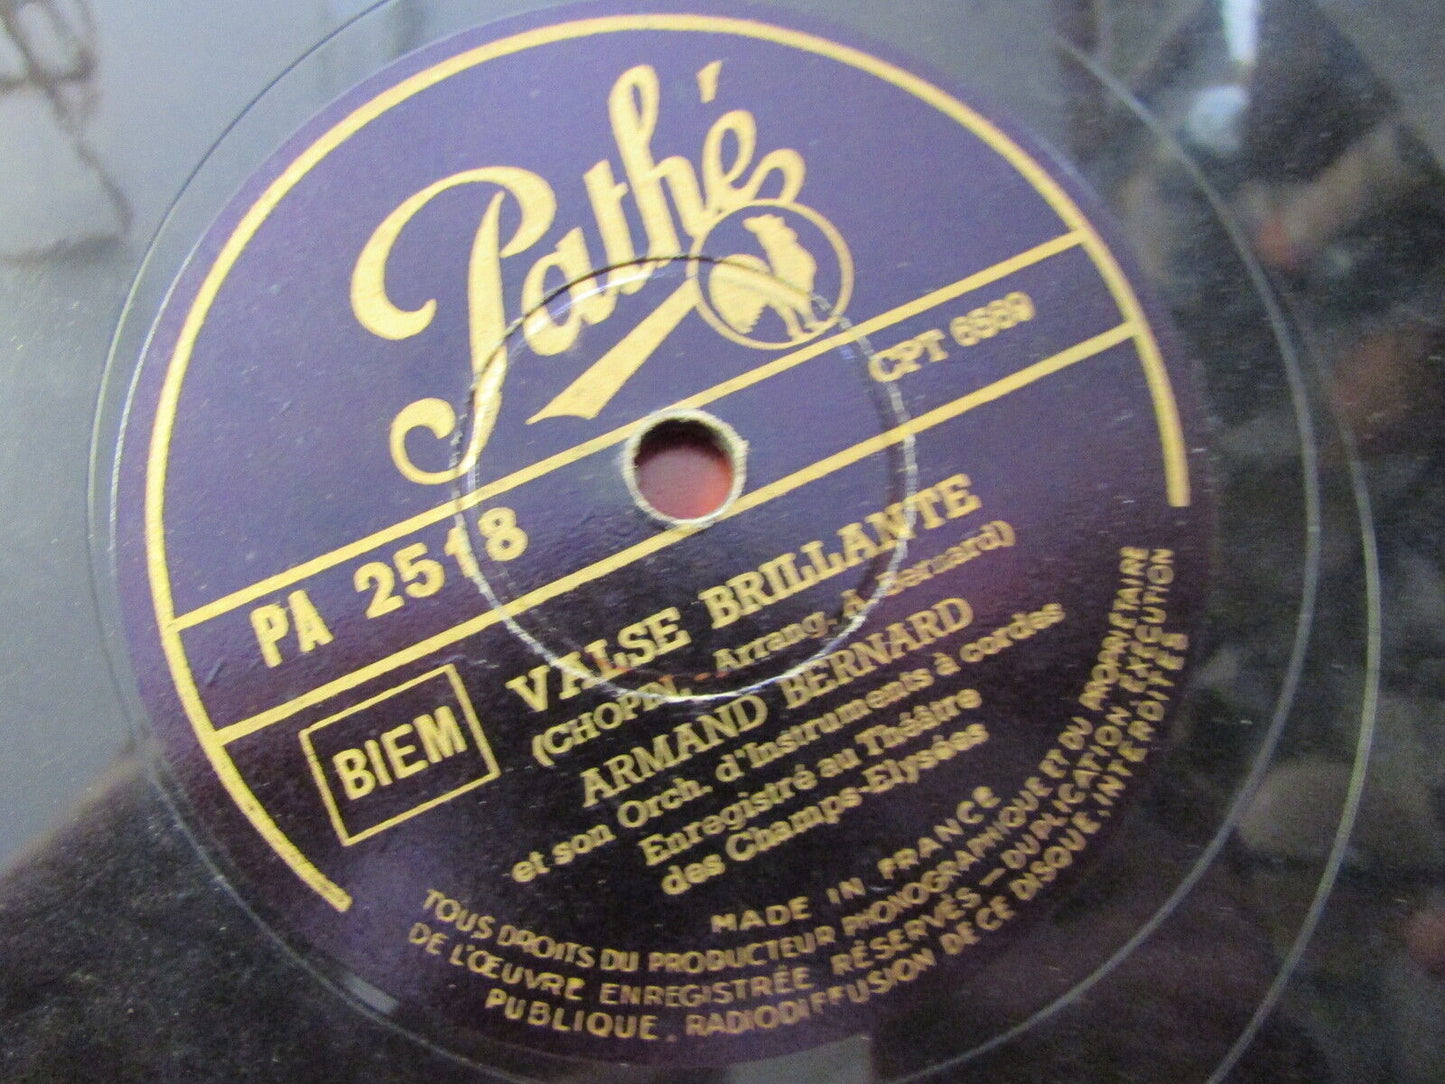 Pathé
CPT 6589
PA 2518
BIEM
VALSE BRILLANTE
(CHOPIN - Arrang. A. Bernard)
ARMAND BERNARD
et son Orch. d'Instruments à cordes
Enregistré au Théâtre
des Champs-Elysées
MADE IN FRANCE
TOUS DROITS DU PRODUCTEUR PHONOGRAPHIQUE ET DU PROPRIÉTAIRE
DE L'ŒUVRE ENREGISTRÉE RÉSERVÉS – DUPLICATION, EXÉCUTION
PUBLIQUE, RADIODIFFUSION DE CE DISQUE, INTERDITES